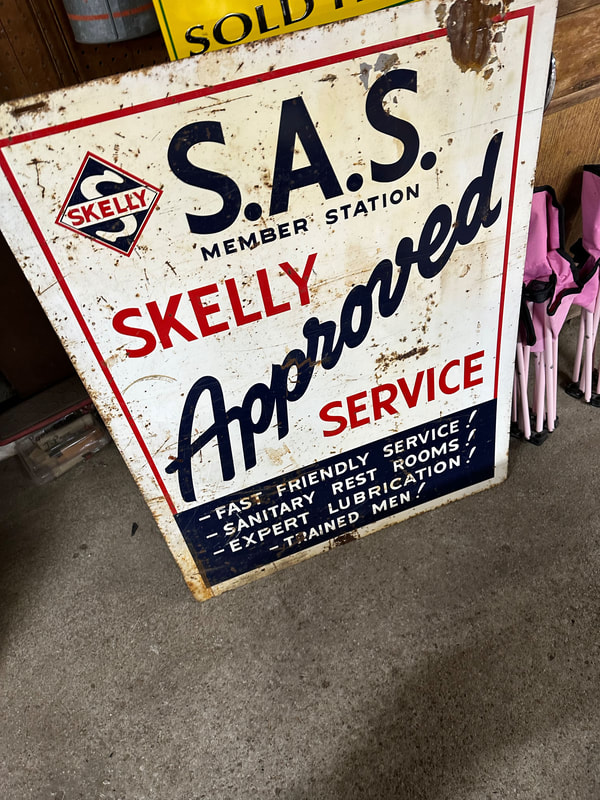 SOLD
S.A.S.
SKELLY
MEMBER STATION
SKELLY
Approved
SERVICE
- FAST FRIENDLY SERVICE!
- SANITARY REST ROOMS!
- EXPERT LUBRICATION!
- TRAINED MEN!